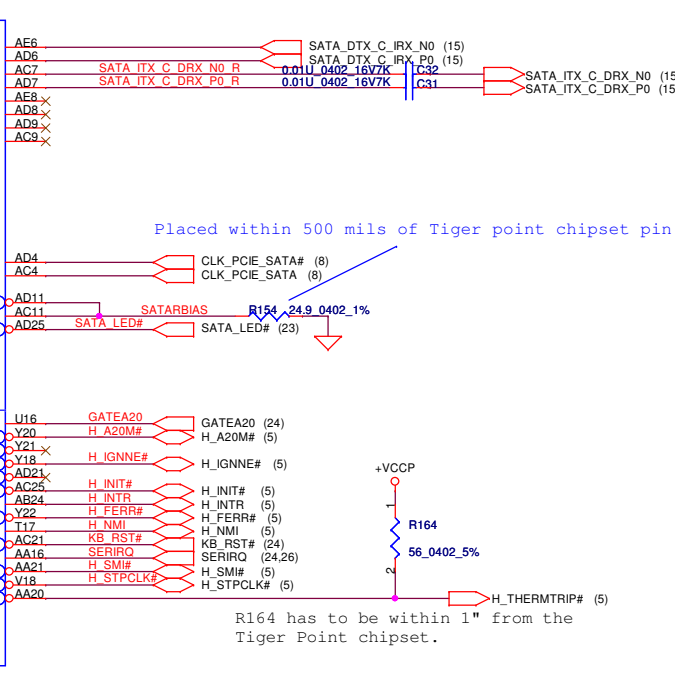 AE6 SATA_DTX_C_IRX_N0 (15)
AD6 SATA_DTX_C_IRX_P0 (15)
AC7 SATA_ITX_C_DRX_N0_R 0.01U_0402_16V7K C32 SATA_ITX_C_DRX_N0 (15
AD7 SATA_ITX_C_DRX_P0_R 0.01U_0402_16V7K C31 SATA_ITX_C_DRX_P0 (15
AE8
AD8
AD9
AC9
Placed within 500 mils of Tiger point chipset pin
AD4 CLK_PCIE_SATA# (8)
AC4 CLK_PCIE_SATA (8)
AD11
AC11 SATARBIAS R154 24.9_0402_1%
AD25 SATA_LED# SATA_LED# (23)
U16 GATEA20 GATEA20 (24)
Y20 H_A20M# H_A20M# (5)
Y21
Y18 H_IGNNE# H_IGNNE# (5)
AD21
AC25 H_INIT# H_INIT# (5)
AB24 H_INTR H_INTR (5)
Y22 H_FERR# H_FERR# (5)
T17 H_NMI H_NMI (5)
AC21 KB_RST# KB_RST# (24)
AA16 SERIRQ SERIRQ (24,26)
AA21 H_SMI# H_SMI# (5)
V18 H_STPCLK# H_STPCLK# (5)
AA20 H_THERMTRIP# (5)
+VCCP
1
R164
56_0402_5%
2
R164 has to be within 1" from the
Tiger Point chipset.